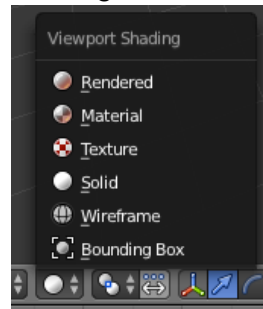 Viewport Shading
Rendered
Material
Texture
Solid
Wireframe
Bounding Box